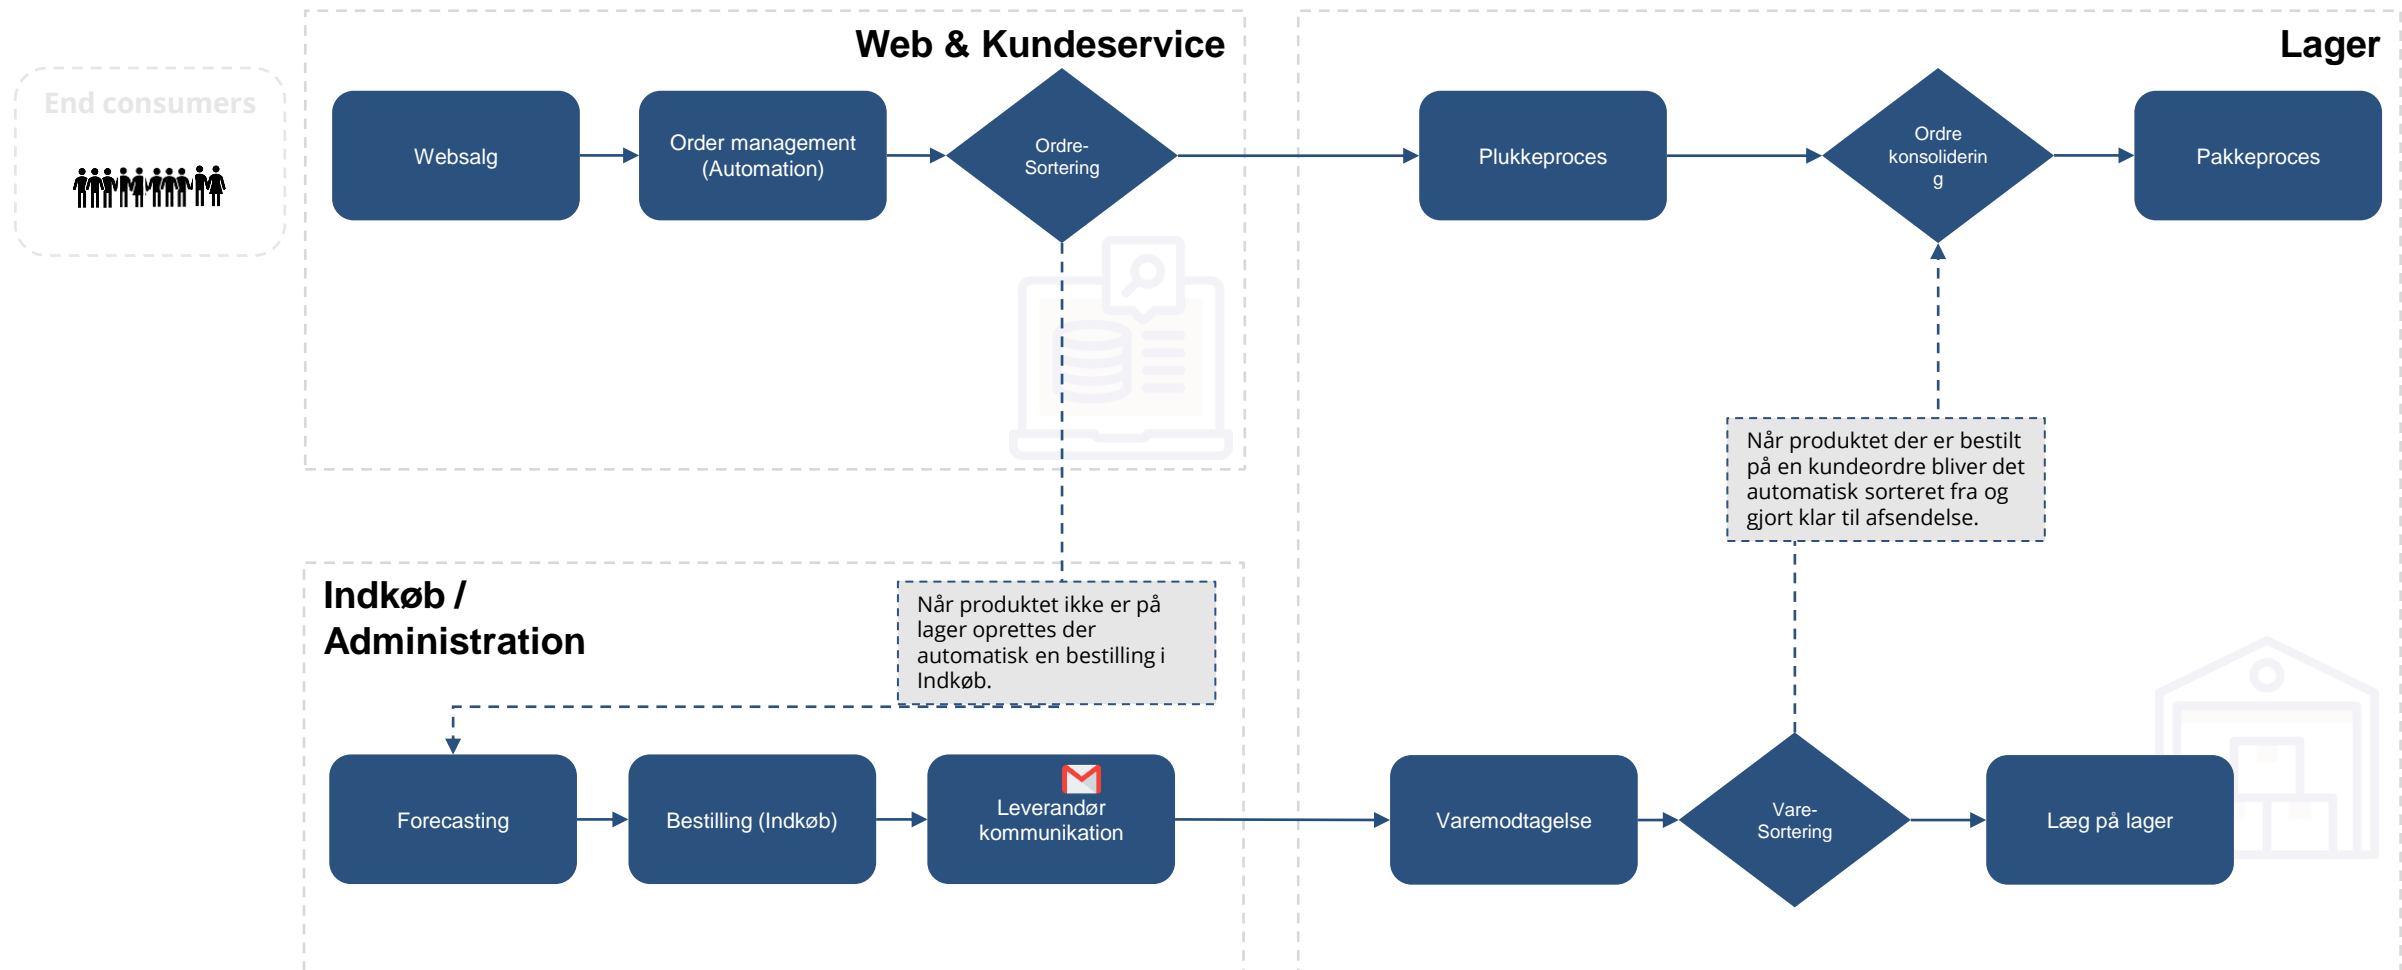 Web & Kundeservice
Lager
End consumers
Websalg
Order management
(Automation)
Ordre-
Sortering
Plukkeproces
Ordre
konsoliderin
g
Pakkeproces
Når produktet der er bestilt
på en kundeordre bliver det
automatisk sorteret fra og
gjort klar til afsendelse.
Indkøb /
Administration
Når produktet ikke er på
lager oprettes der
automatisk en bestilling i
Indkøb.
Forecasting
Bestilling (Indkøb)
Leverandør
kommunikation
Varemodtagelse
Vare-
Sortering
Læg på lager